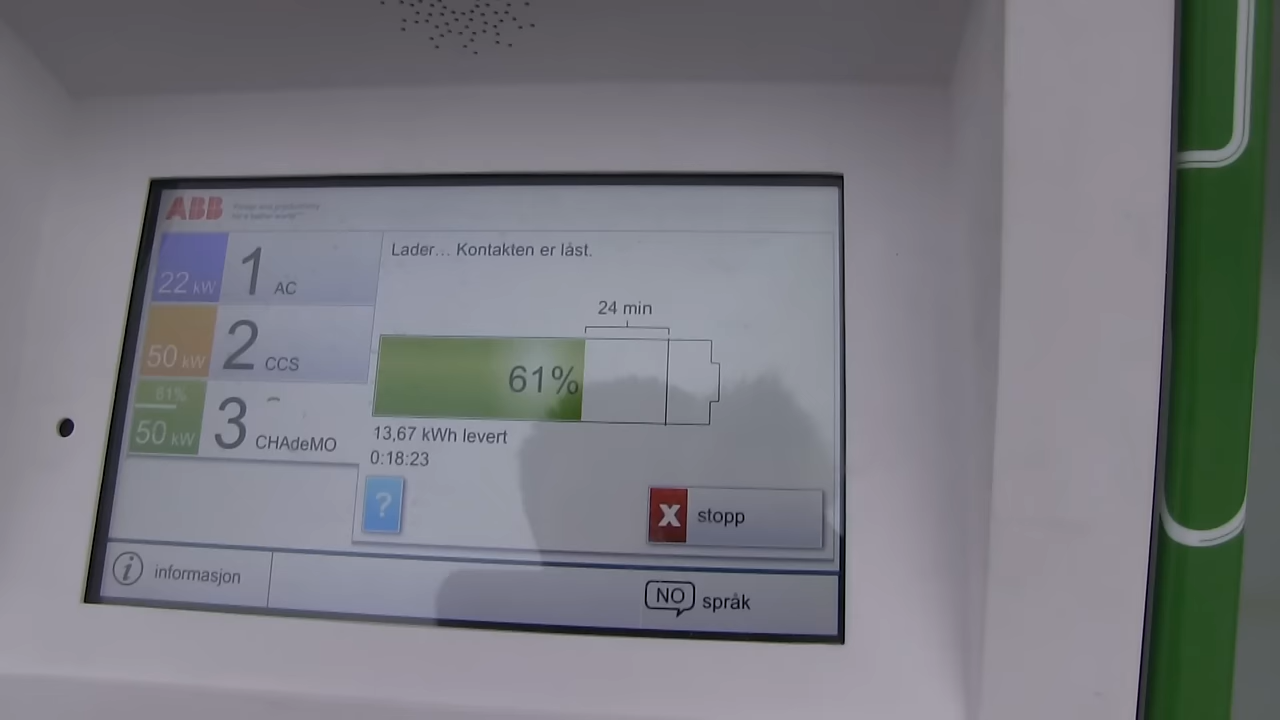 ABB
Lader... Kontakten er låst.
22 kW 1 AC
24 min
50 kW 2 CCS
61%
61%
50 kW 3 CHAdeMO
13,67 kWh levert
0:18:23
?
X stopp
i informasjon
NO språk